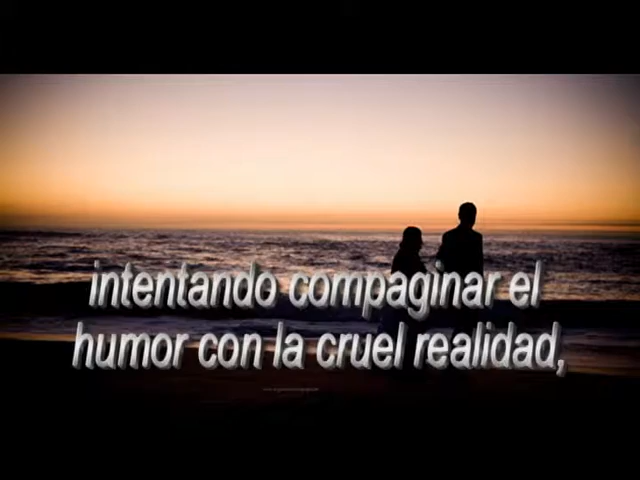 intentando compaginar el
humor con la cruel realidad,